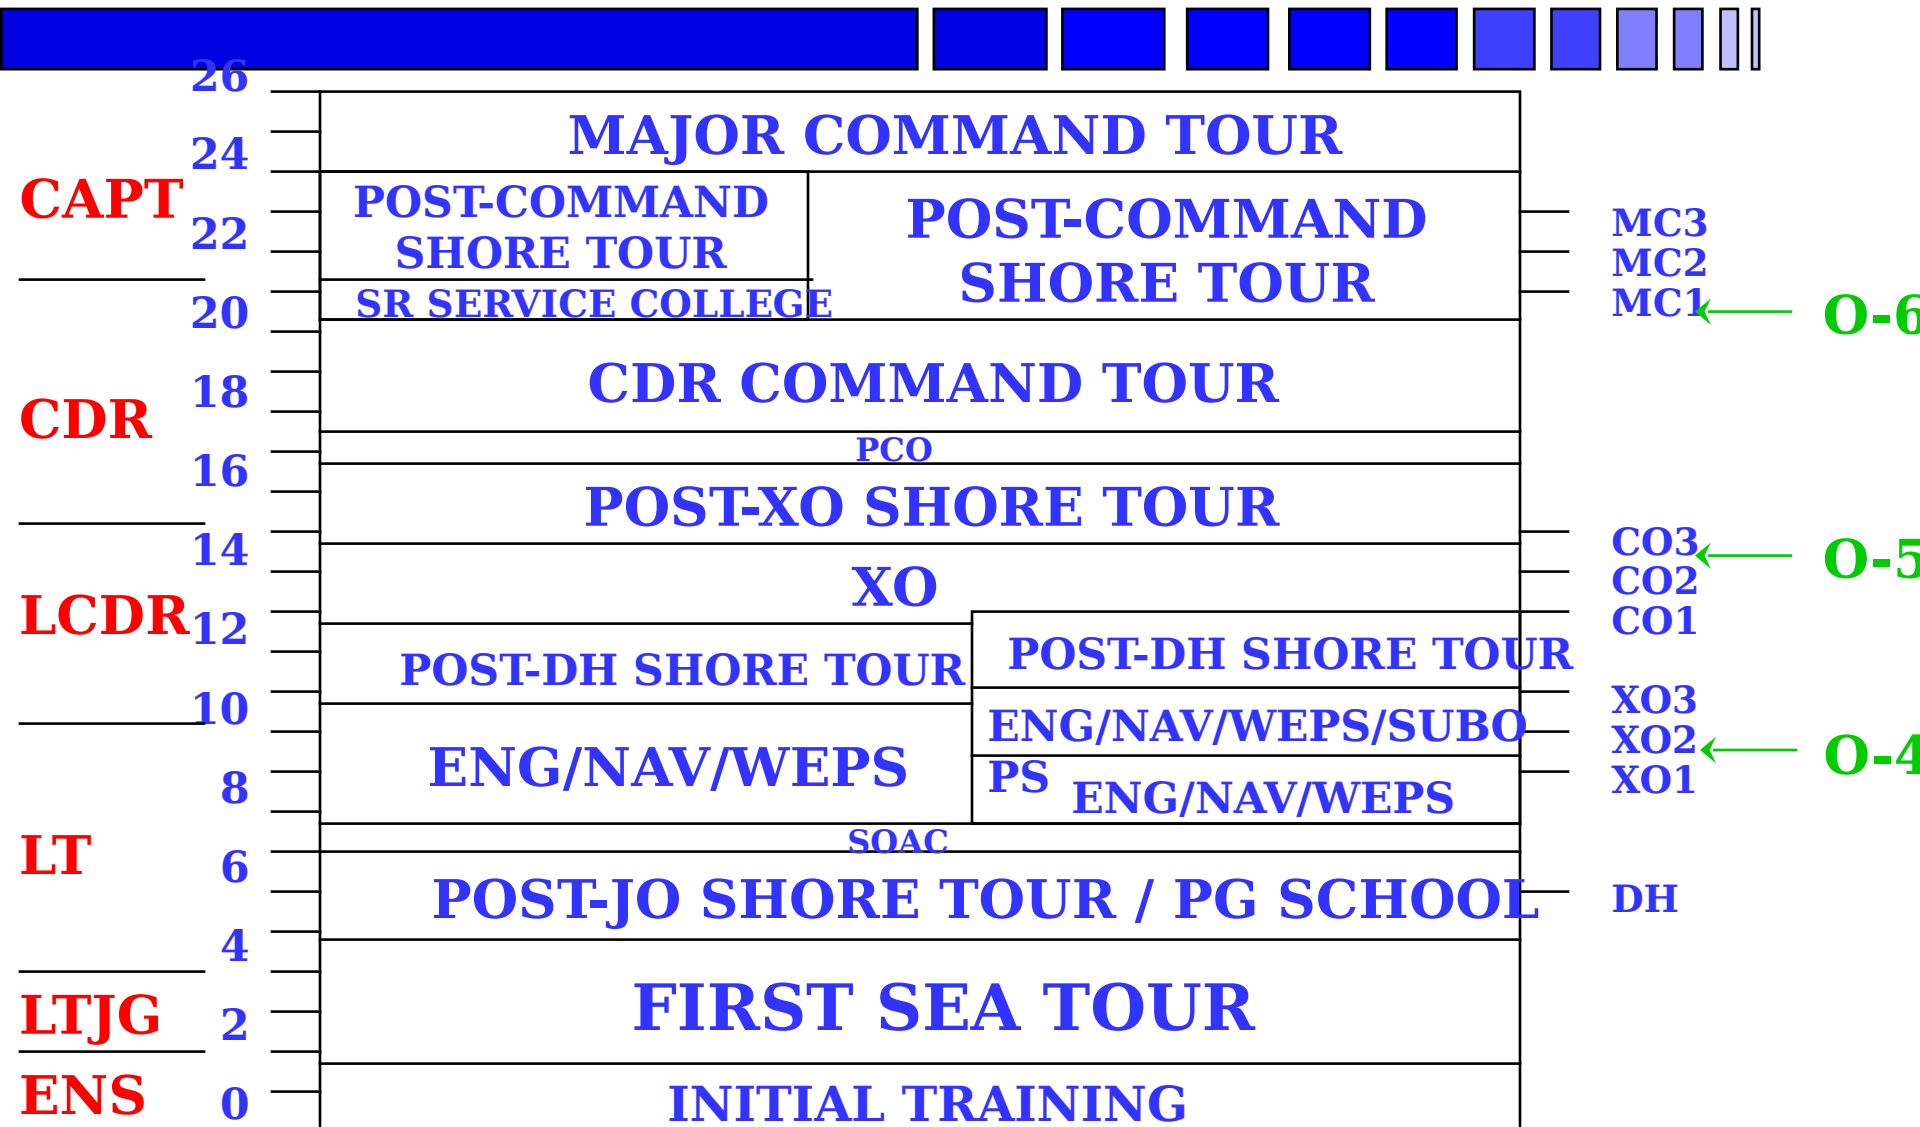 26
MAJOR COMMAND TOUR
24
CAPT
POST-COMMAND
SHORE TOUR
POST-COMMAND
SHORE TOUR
MC3
22
MC2
SR SERVICE COLLEGE
MC1
O-6
20
CDR COMMAND TOUR
18
CDR
PCO
16
POST-XO SHORE TOUR
14
CO3
O-5
XO
CO2
LCDR
12
CO1
POST-DH SHORE TOUR
POST-DH SHORE TOUR
10
XO3
ENG/NAV/WEPS/SUBO
PS
XO2
O-4
ENG/NAV/WEPS
ENG/NAV/WEPS
XO1
8
SOAC
LT
6
POST-JO SHORE TOUR / PG SCHOOL
DH
4
FIRST SEA TOUR
LTJG
2
ENS
0
INITIAL TRAINING